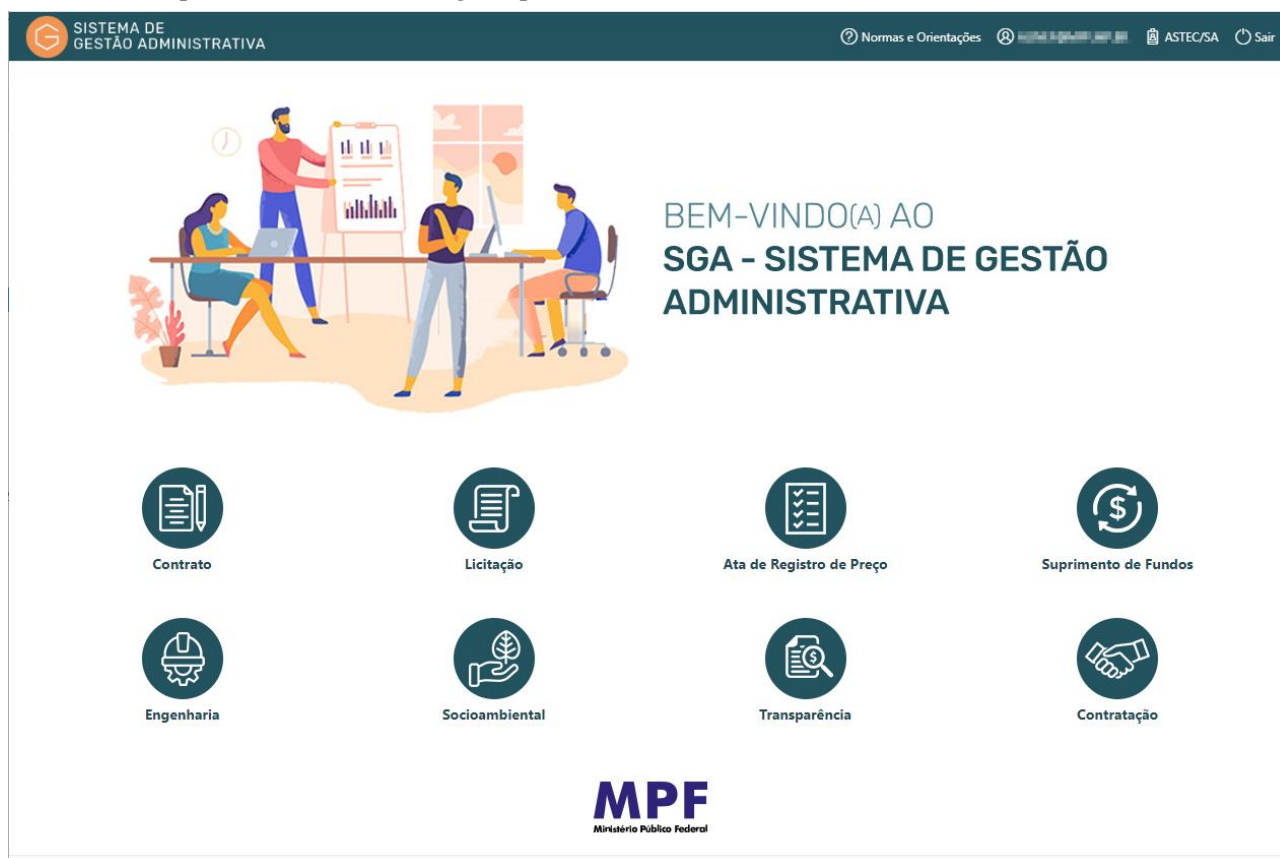 SISTEMA DE
GESTÃO ADMINISTRATIVA
Normas e Orientações
ASTEC/SA
Sair
BEM-VINDO(A) AO
SGA - SISTEMA DE GESTÃO
ADMINISTRATIVA
Contrato
Licitação
Ata de Registro de Preço
Suprimento de Fundos
Engenharia
Socioambiental
Transparência
Contratação
MPF
Ministério Público Federal